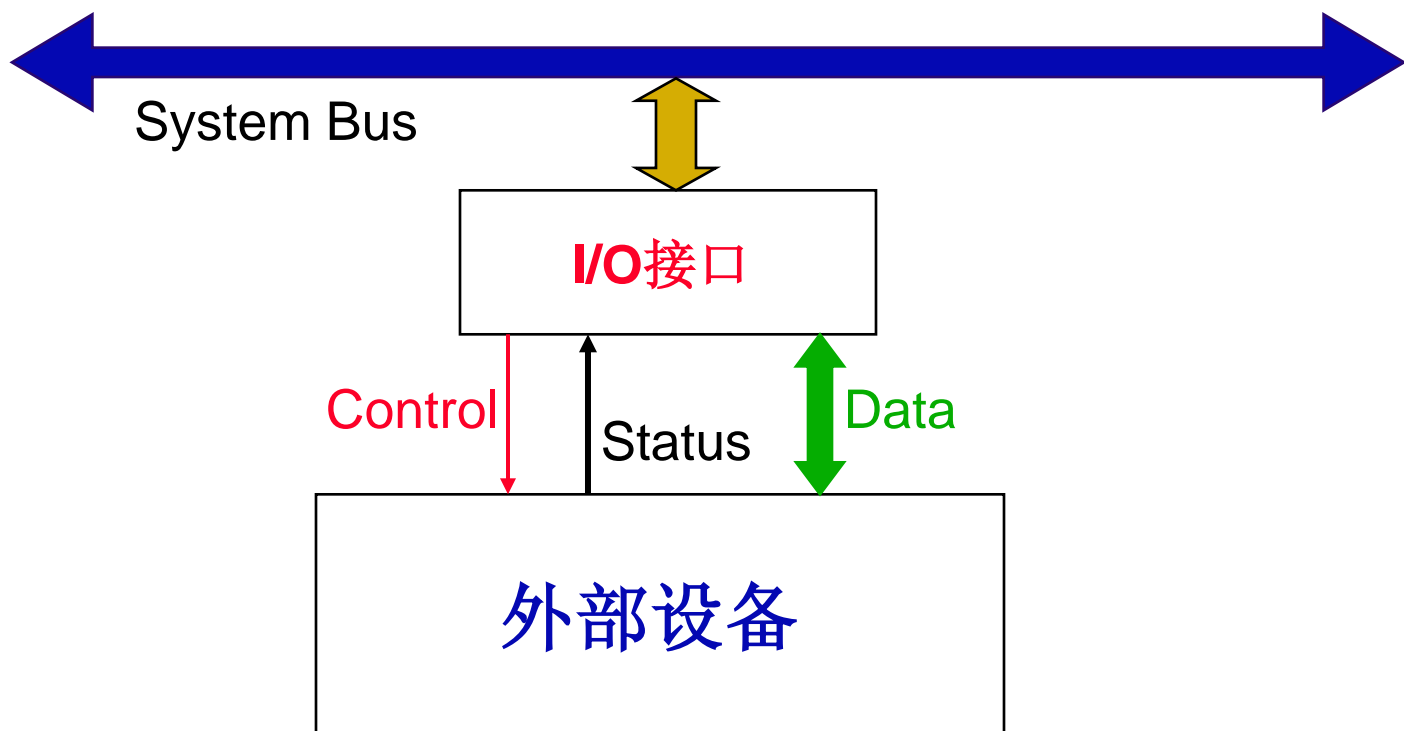 System Bus
I/O接口
Control
Status
Data
外部设备